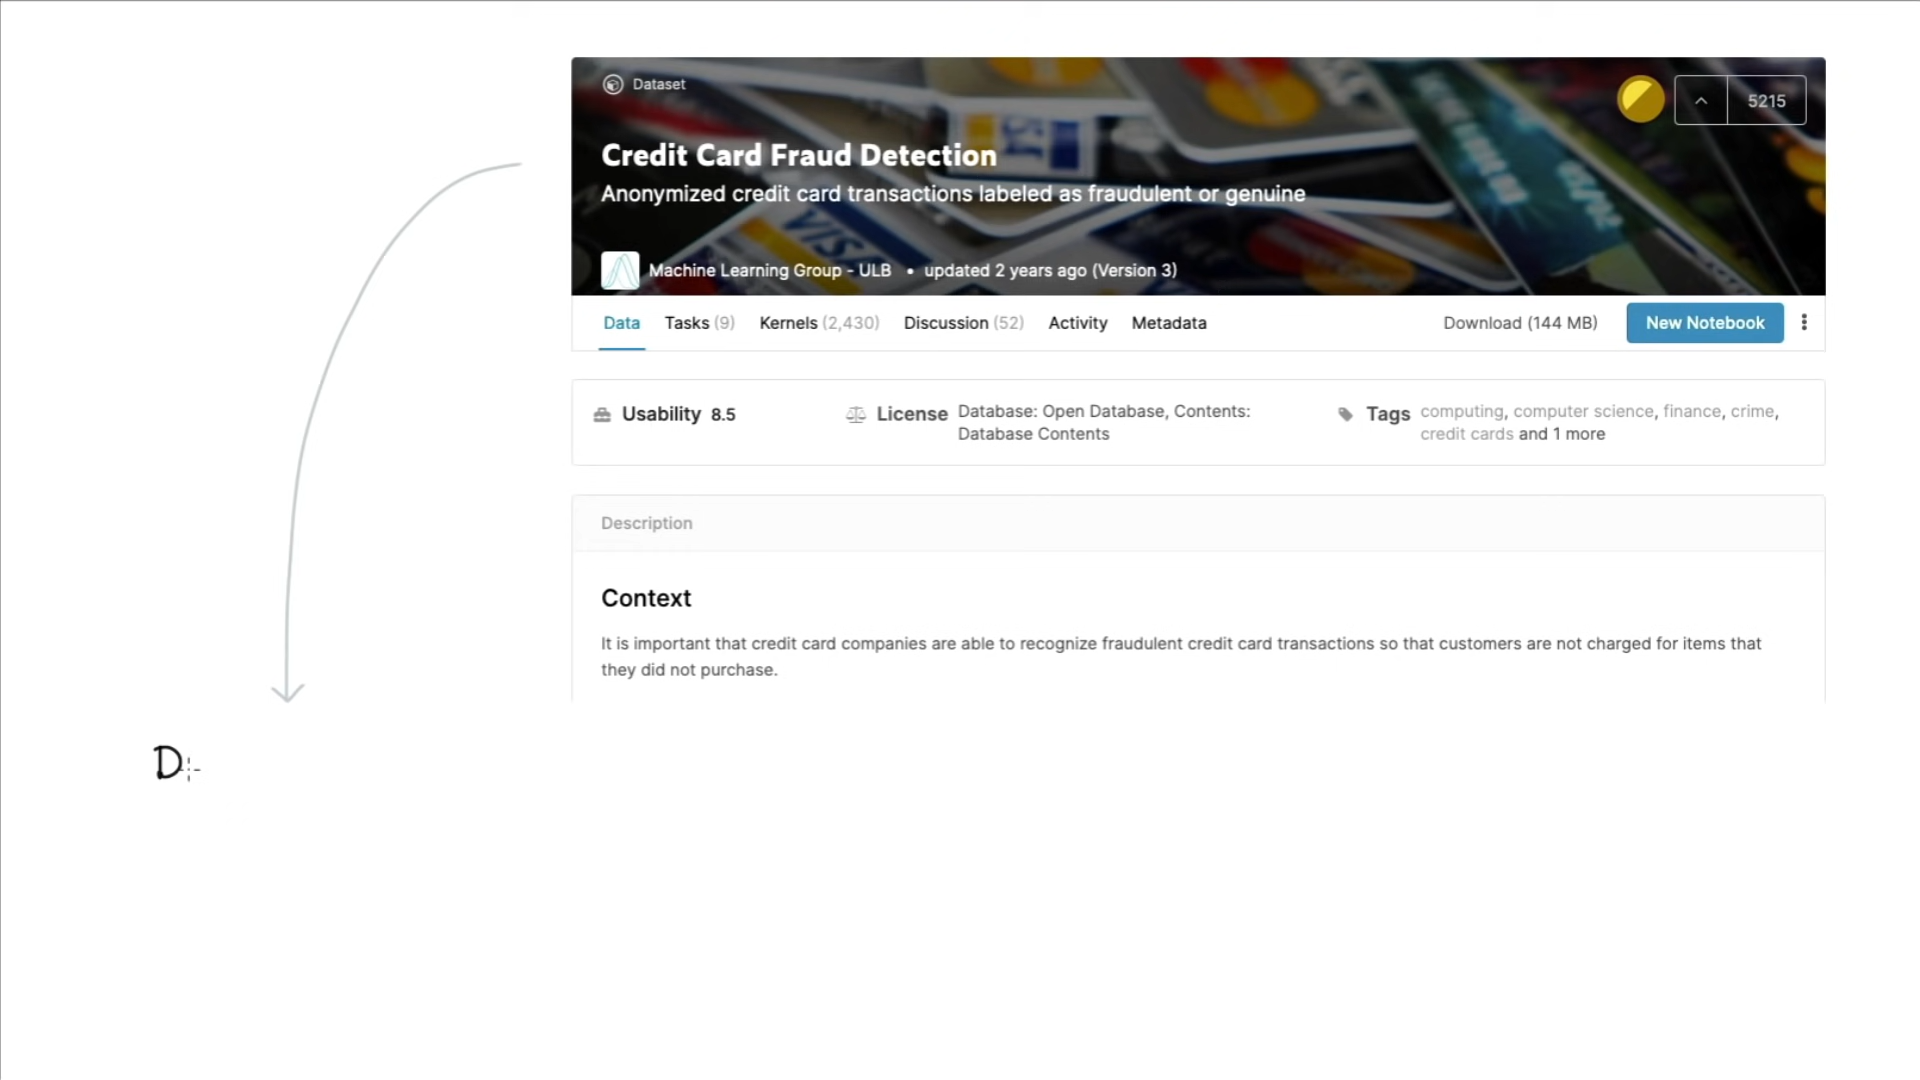 Dataset
5215
Credit Card Fraud Detection
Anonymized credit card transactions labeled as fraudulent or genuine
Machine Learning Group - ULB • updated 2 years ago (Version 3)
Data Tasks (9) Kernels (2,430) Discussion (52) Activity Metadata Download (144 MB) New Notebook
Usability 8.5
License Database: Open Database, Contents:
Database Contents
Tags computing, computer science, finance, crime,
credit cards and 1 more
Description
Context
It is important that credit card companies are able to recognize fraudulent credit card transactions so that customers are not charged for items that
they did not purchase.
D